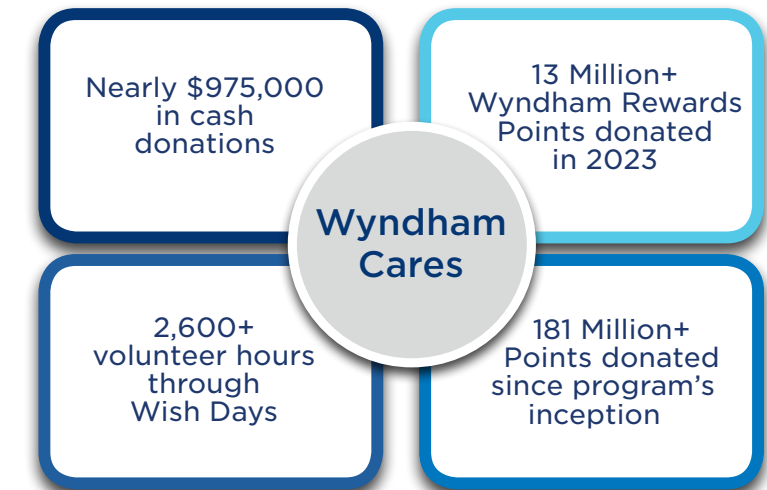 Nearly $975,000
in cash
donations
13 Million+
Wyndham Rewards
Points donated
in 2023
Wyndham
Cares
2,600+
volunteer hours
through
Wish Days
181 Million+
Points donated
since program’s
inception